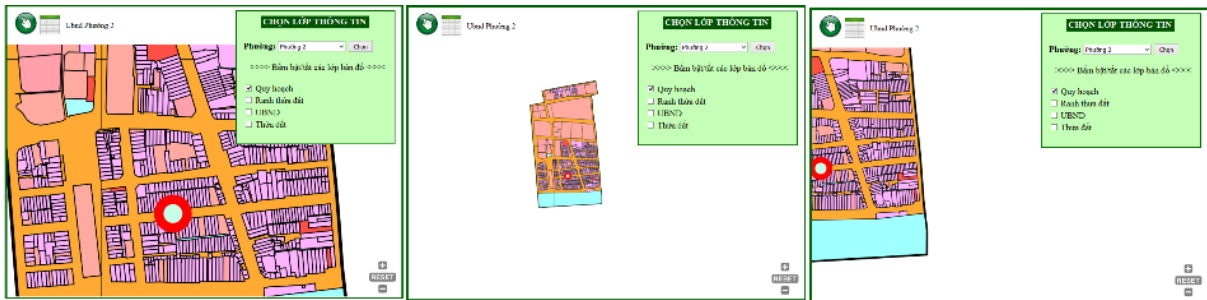 Ubnd Phường 2
CHỌN LỚP THÔNG TIN
Phường: Phường 2 Chọn
>>>> Bấm bật/tắt các lớp bản đồ <<<<
Quy hoạch
Ranh thửa đất
UBND
Thửa đất
+
RESET
−
Ubnd Phường 2
CHỌN LỚP THÔNG TIN
Phường: Phường 2 Chọn
>>>> Bấm bật/tắt các lớp bản đồ <<<<
Quy hoạch
Ranh thửa đất
UBND
Thửa đất
+
RESET
−
Ubnd Phường 2
CHỌN LỚP THÔNG TIN
Phường: Phường 2 Chọn
>>>> Bấm bật/tắt các lớp bản đồ <<<<
Quy hoạch
Ranh thửa đất
UBND
Thửa đất
+
RESET
−